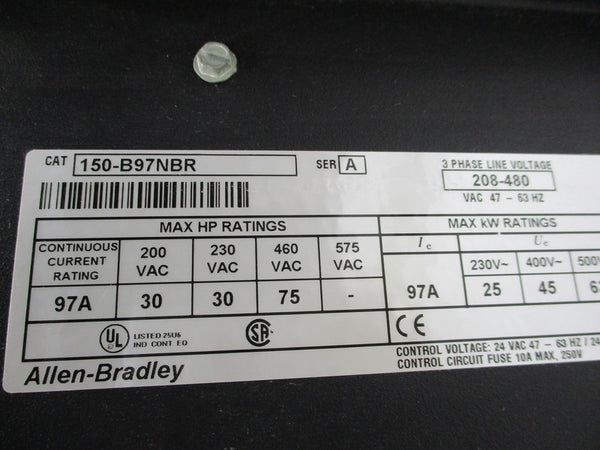 CAT 150-B97NBR SER A
3 PHASE LINE VOLTAGE
208-480
VAC 47 - 63 HZ
MAX HP RATINGS
CONTINUOUS CURRENT RATING 200 VAC 230 VAC 460 VAC 575 VAC
97A 30 30 75 -
MAX kW RATINGS
Ie Ue
230V~ 400V~
97A 25 45
UL LISTED 25U6
IND CONT EQ
SA
CE
CONTROL VOLTAGE: 24 VAC 47 - 63 HZ / 24
CONTROL CIRCUIT FUSE 10A MAX, 250V
Allen-Bradley